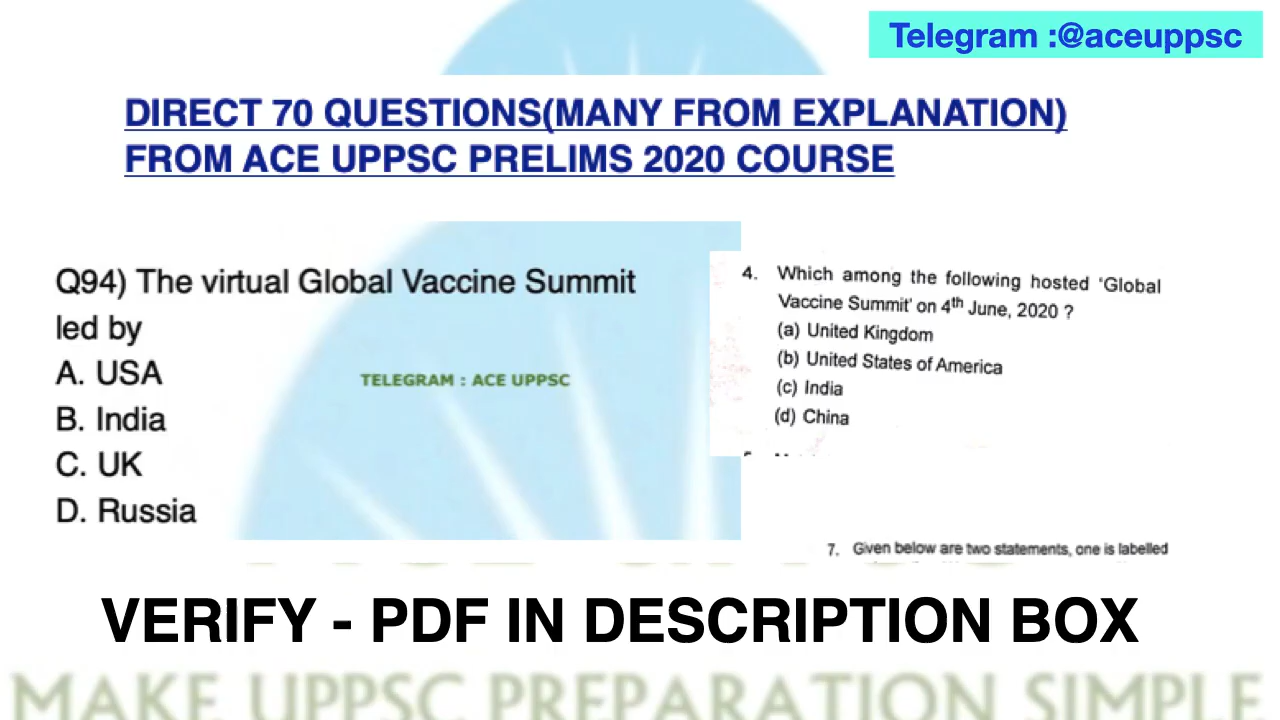 Telegram :@aceuppsc
DIRECT 70 QUESTIONS(MANY FROM EXPLANATION)
FROM ACE UPPSC PRELIMS 2020 COURSE
Q94) The virtual Global Vaccine Summit
led by
A. USA
B. India
C. UK
D. Russia
TELEGRAM : ACE UPPSC
4. Which among the following hosted ‘Global
Vaccine Summit’ on 4th June, 2020 ?
(a) United Kingdom
(b) United States of America
(c) India
(d) China
7. Given below are two statements, one is labelled
VERIFY - PDF IN DESCRIPTION BOX
MAKE UPPSC PREPARATION SIMPLE